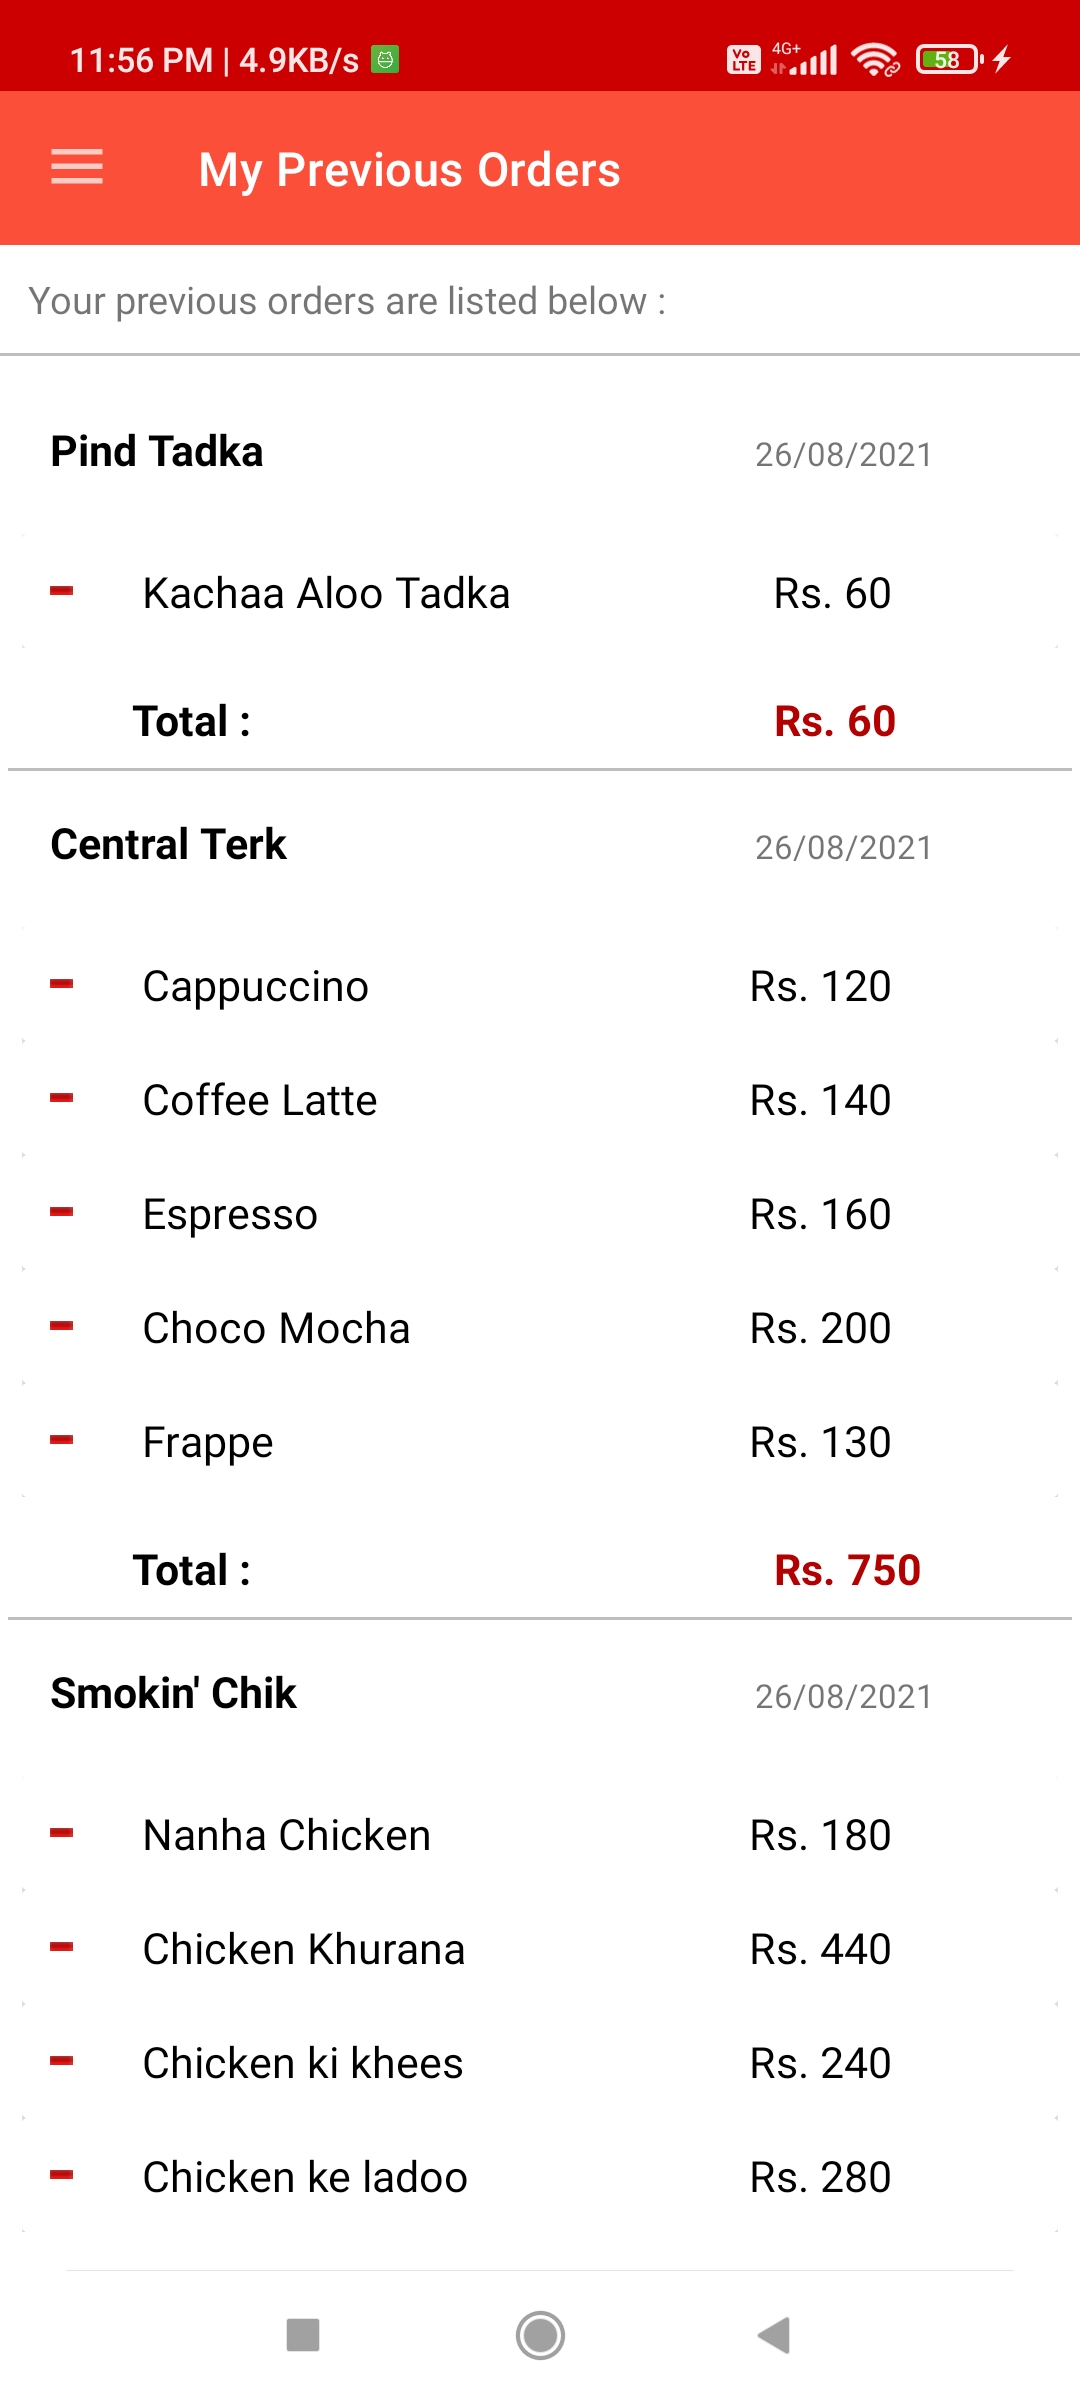 11:56 PM | 4.9KB/s Vo LTE 4G+ 58
My Previous Orders
Your previous orders are listed below :
Pind Tadka 26/08/2021
Kachaa Aloo Tadka Rs. 60
Total : Rs. 60
Central Terk 26/08/2021
Cappuccino Rs. 120
Coffee Latte Rs. 140
Espresso Rs. 160
Choco Mocha Rs. 200
Frappe Rs. 130
Total : Rs. 750
Smokin' Chik 26/08/2021
Nanha Chicken Rs. 180
Chicken Khurana Rs. 440
Chicken ki khees Rs. 240
Chicken ke ladoo Rs. 280